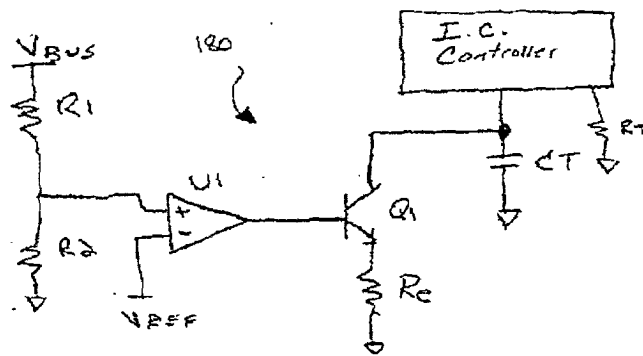 VBUS
180
I.C.
Controller
R1
RT
CT
U1
+
-
Q1
R2
Re
VREF